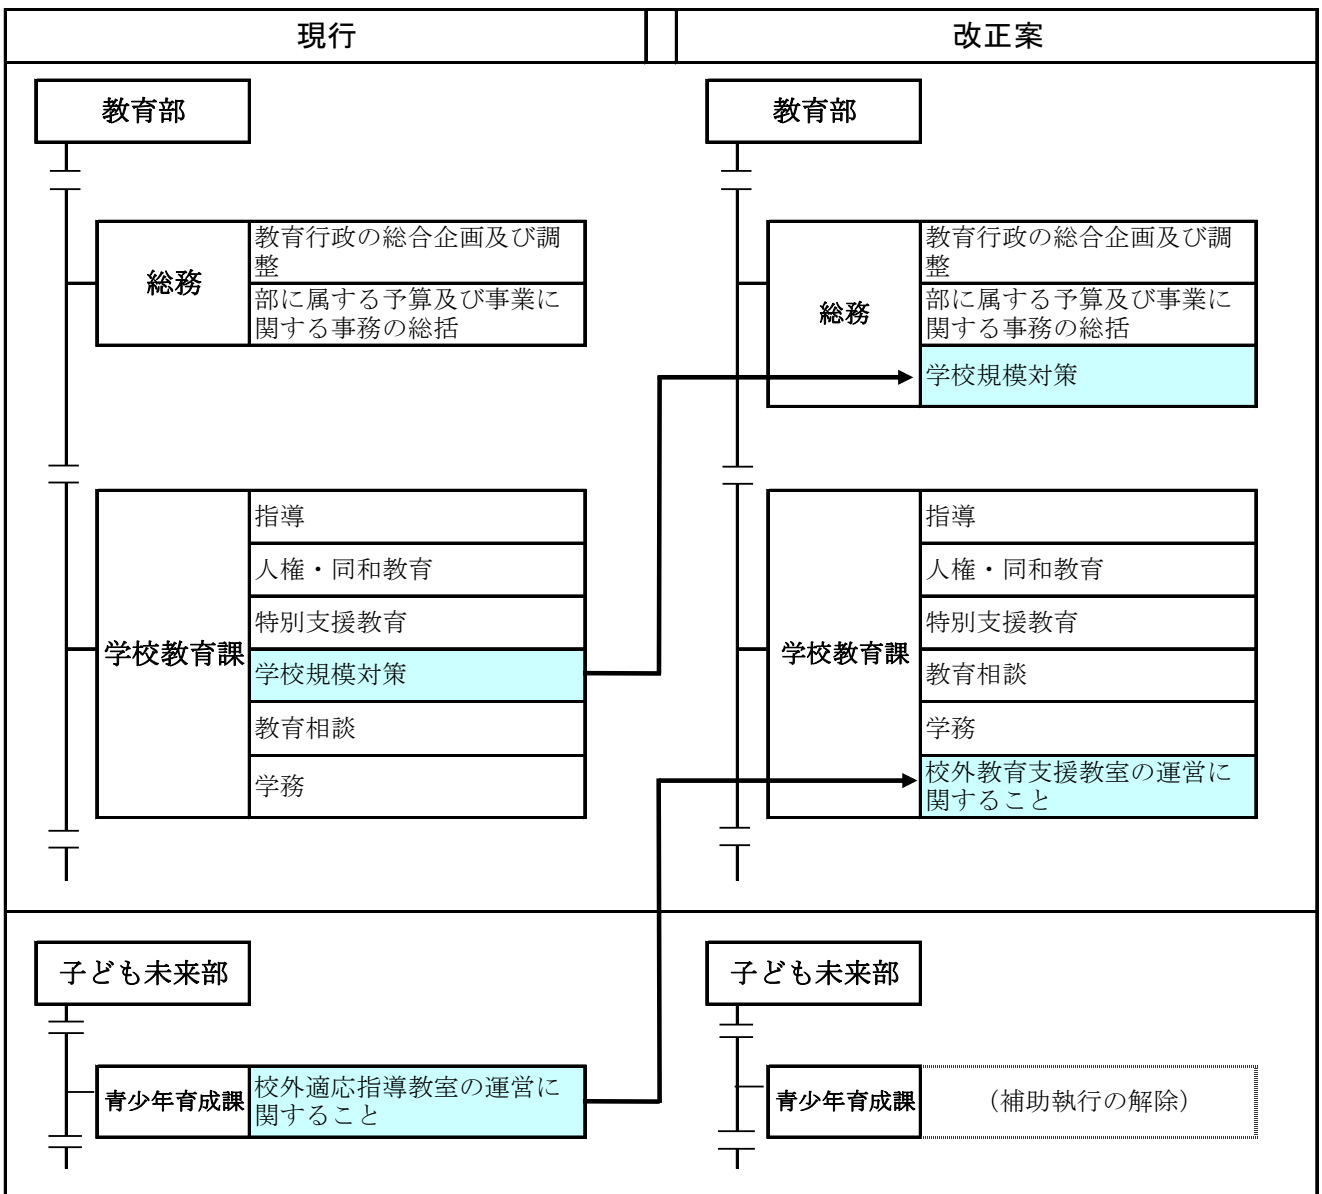 現行
改正案
教育部
総務
教育行政の総合企画及び調
整
部に属する予算及び事業に
関する事務の総括
学校教育課
指導
人権・同和教育
特別支援教育
学校規模対策
教育相談
学務
子ども未来部
青少年育成課
校外適応指導教室の運営に
関すること
教育部
総務
教育行政の総合企画及び調
整
部に属する予算及び事業に
関する事務の総括
学校規模対策
学校教育課
指導
人権・同和教育
特別支援教育
教育相談
学務
校外教育支援教室の運営に
関すること
子ども未来部
青少年育成課
（補助執行の解除）